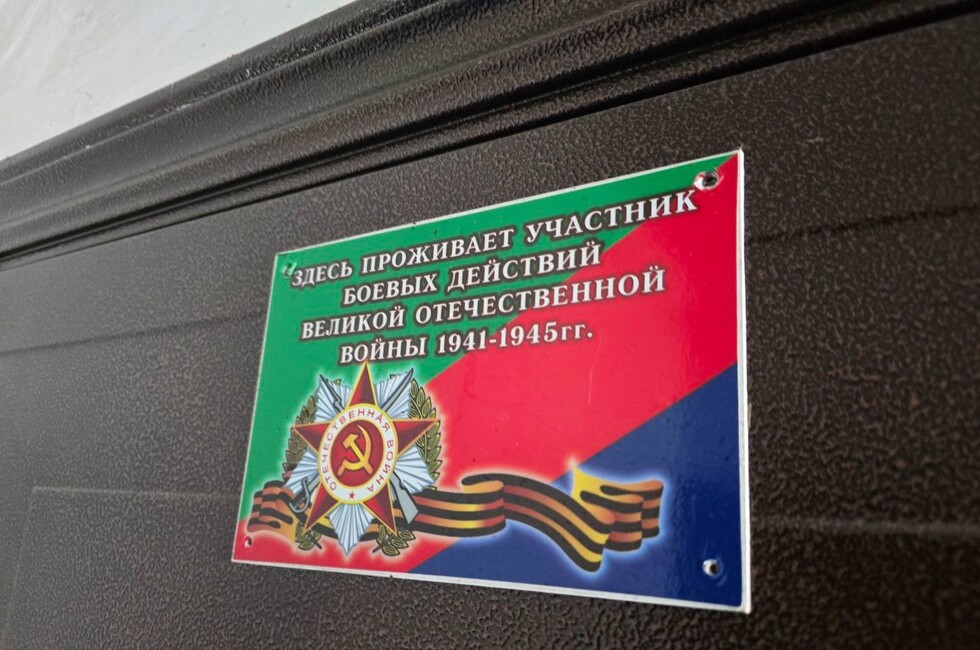 ЗДЕСЬ ПРОЖИВАЕТ УЧАСТНИК
БОЕВЫХ ДЕЙСТВИЙ
ВЕЛИКОЙ ОТЕЧЕСТВЕННОЙ
ВОЙНЫ 1941-1945гг.
ОТЕЧЕСТВЕННАЯ ВОЙНА